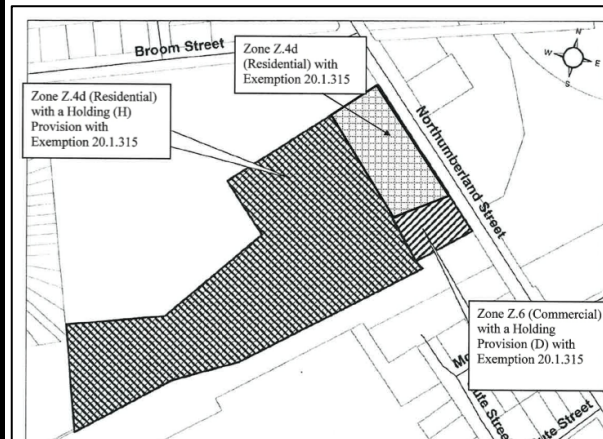 Broom Street
Zone Z.4d
(Residential) with
Exemption 20.1.315
N
W
E
S
Zone Z.4d (Residential)
with a Holding (H)
Provision with
Exemption 20.1.315
Northumberland Street
Zone Z.6 (Commercial)
with a Holding
Provision (D) with
Exemption 20.1.315